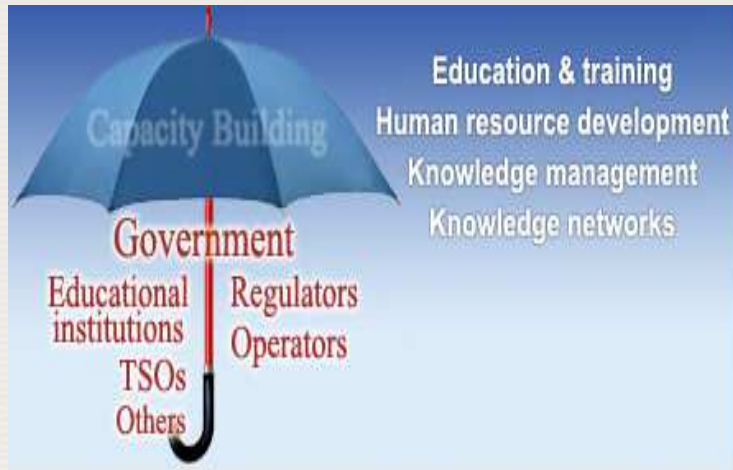 Capacity Building
Education & training
Human resource development
Knowledge management
Knowledge networks
Government
Educational
institutions
TSOs
Others
Regulators
Operators